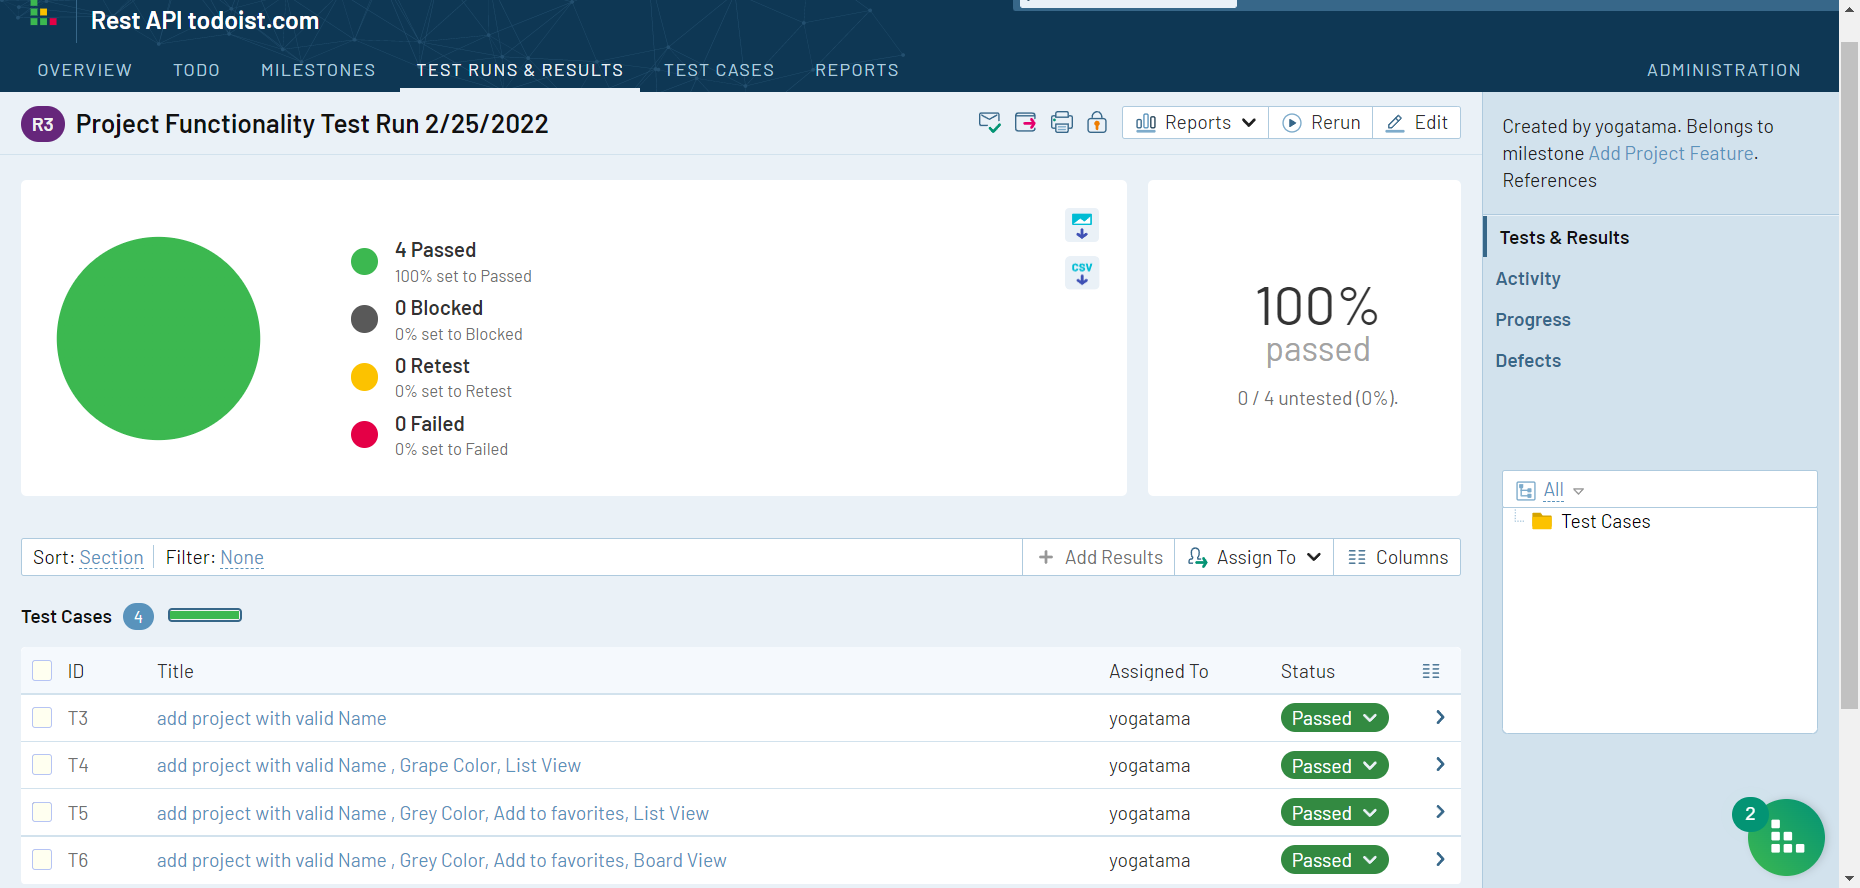 Rest API todoist.com
OVERVIEW TODO MILESTONES TEST RUNS & RESULTS TEST CASES REPORTS ADMINISTRATION
R3 Project Functionality Test Run 2/25/2022
Reports Rerun Edit
Created by yogatama. Belongs to
milestone Add Project Feature.
References
4 Passed
100% set to Passed
0 Blocked
0% set to Blocked
0 Retest
0% set to Retest
0 Failed
0% set to Failed
CSV
100%
passed
0 / 4 untested (0%).
Tests & Results
Activity
Progress
Defects
All
Test Cases
Sort: Section Filter: None
Add Results Assign To Columns
Test Cases 4
ID Title Assigned To Status
T3 add project with valid Name yogatama Passed
T4 add project with valid Name , Grape Color, List View yogatama Passed
T5 add project with valid Name , Grey Color, Add to favorites, List View yogatama Passed
T6 add project with valid Name , Grey Color, Add to favorites, Board View yogatama Passed
2